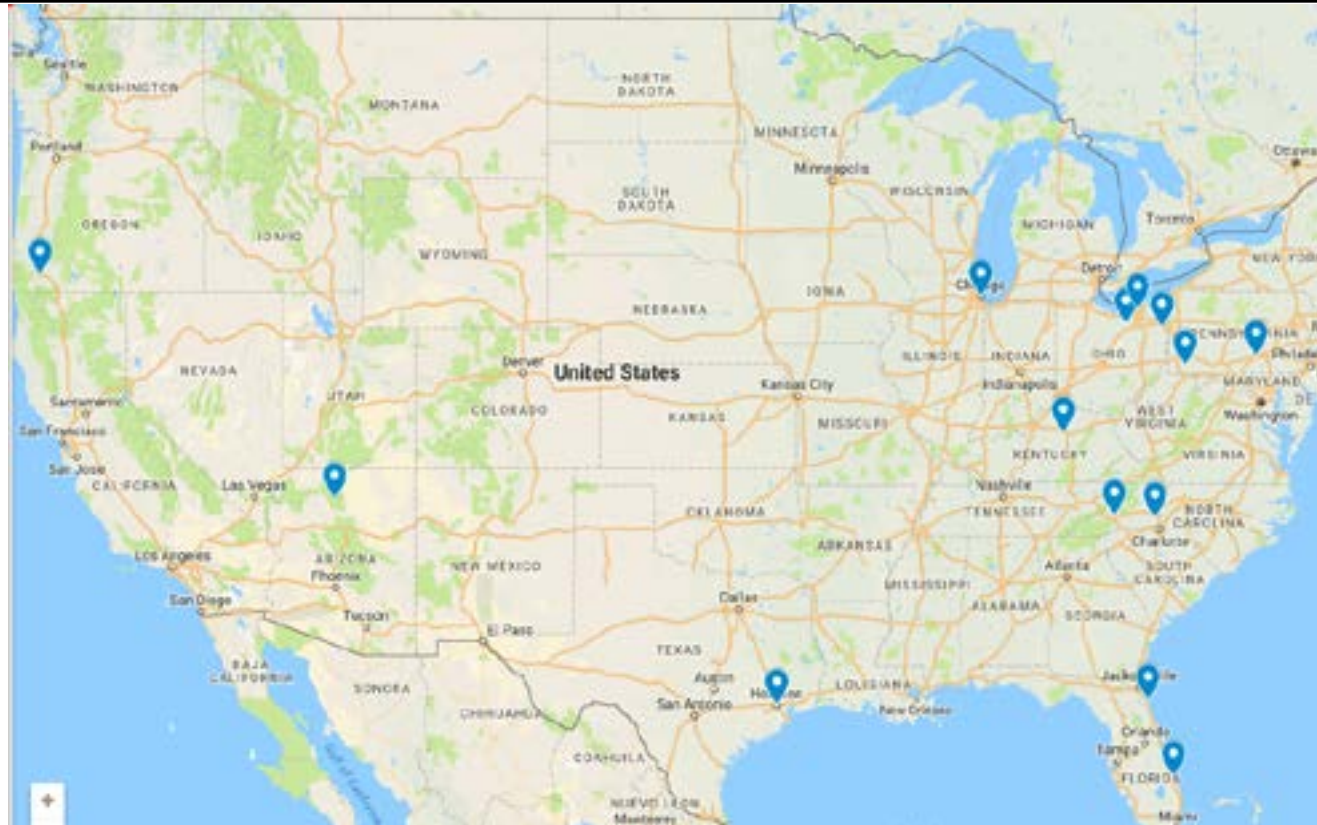 Seattle
WASHINGTON
MONTANA
NORTH
DAKOTA
MINNESOTA
Minneapolis
Portland
OREGON
IDAHO
SOUTH
DAKOTA
WISCONSIN
MICHIGAN
Toronto
WYOMING
IOWA
NEBRASKA
NEVADA
UTAH
Denver
COLORADO
United States
Kansas City
KANSAS
MISSOURI
ILLINOIS
INDIANA
Indianapolis
OHIO
MARYLAND
Washington
WEST
VIRGINIA
VIRGINIA
KENTUCKY
Sacramento
San Francisco
San Jose
CALIFORNIA
Las Vegas
Los Angeles
San Diego
ARIZONA
Phoenix
Tucson
NEW MEXICO
El Paso
OKLAHOMA
ARKANSAS
Nashville
TENNESSEE
NORTH
CAROLINA
Charlotte
SOUTH
CAROLINA
Atlanta
MISSISSIPPI
ALABAMA
GEORGIA
Dallas
TEXAS
Austin
San Antonio
LOUISIANA
New Orleans
Orlando
Tampa
FLORIDA
Miami
BAJA
CALIFORNIA
SONORA
CHIHUAHUA
COAHUILA
NUEVO LEON
Monterrey
+